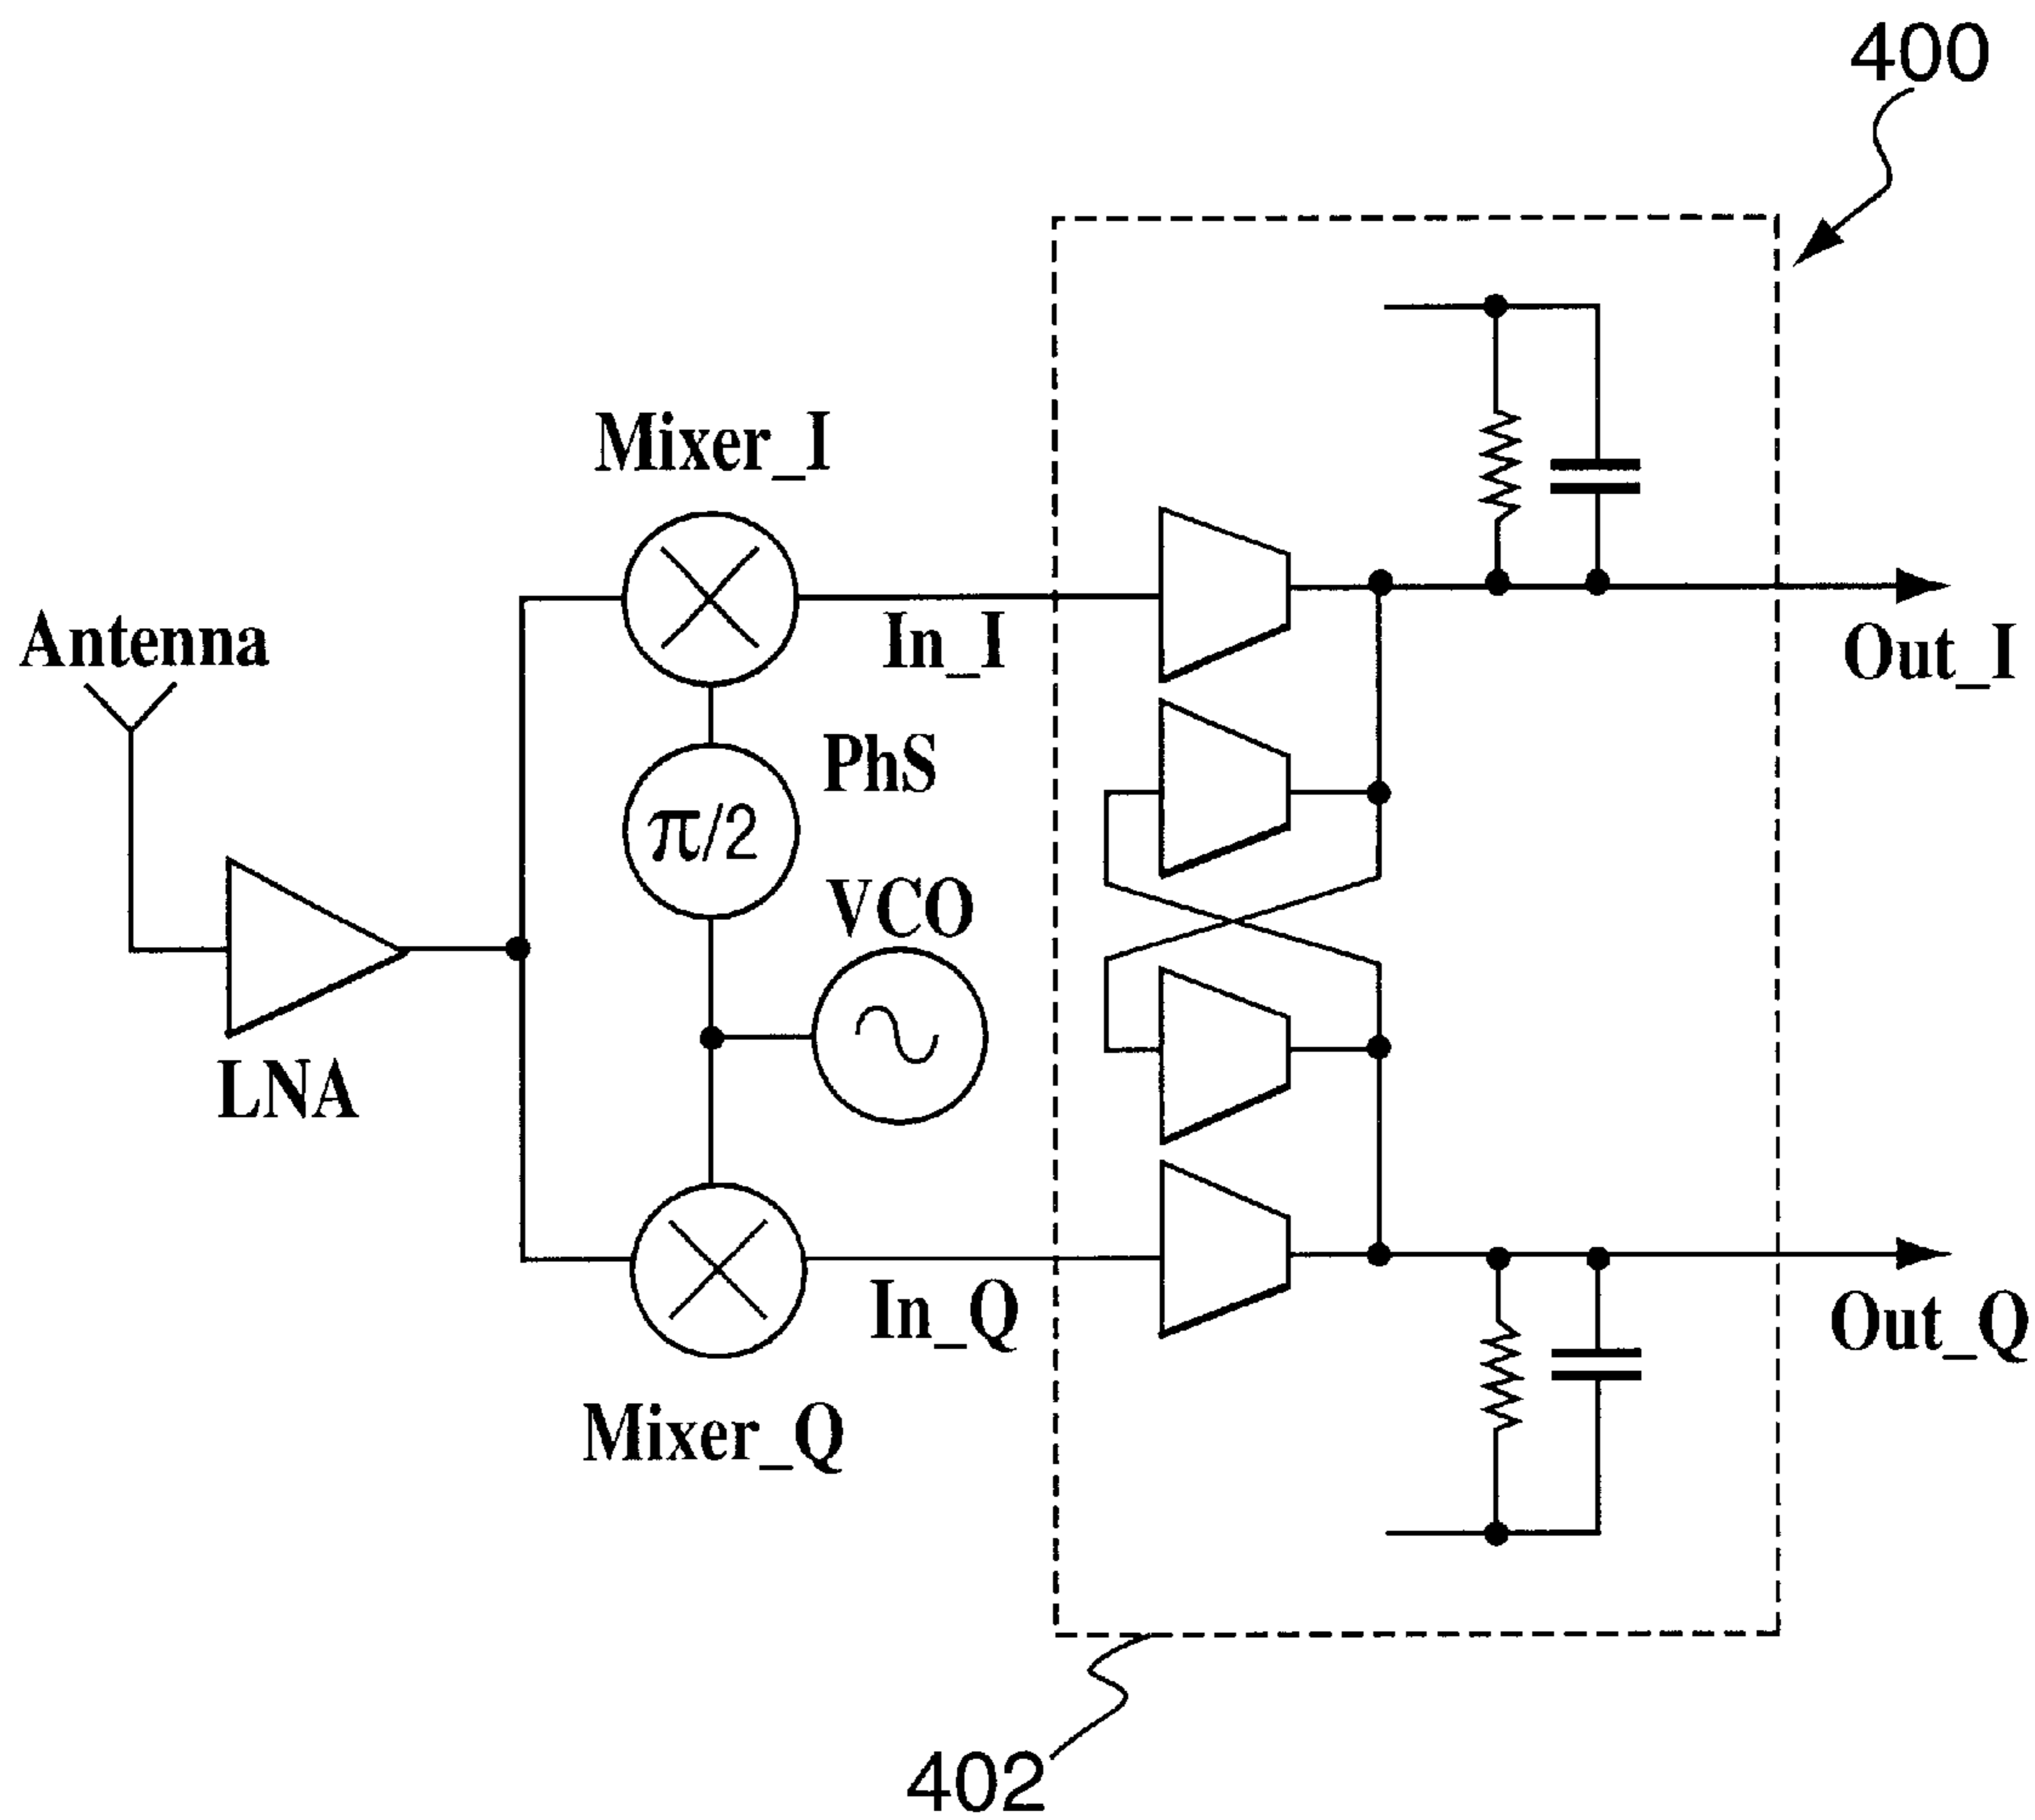 400
Mixer_I
Antenna
In_I
Out_I
PhS
π/2
VCO
LNA
In_Q
Out_Q
Mixer_Q
402